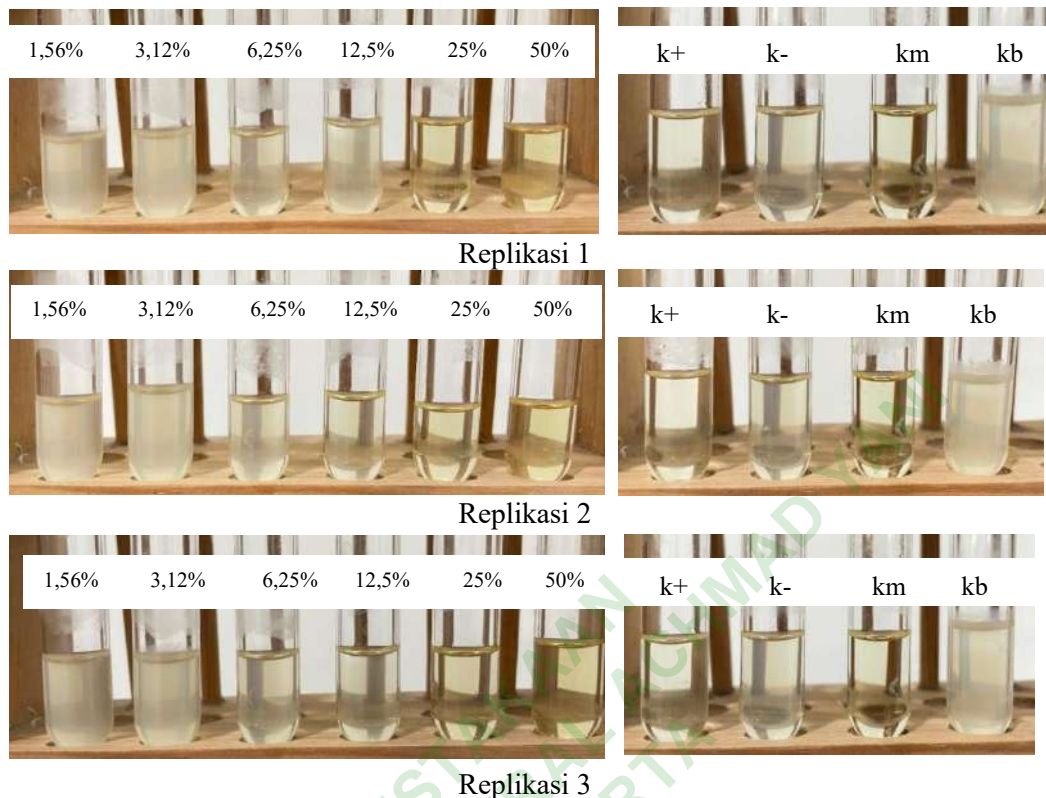 1,56% 3,12% 6,25% 12,5% 25% 50% k+ k- km kb
Replikasi 1
1,56% 3,12% 6,25% 12,5% 25% 50% k+ k- km kb
Replikasi 2
1,56% 3,12% 6,25% 12,5% 25% 50% k+ k- km kb
Replikasi 3
ACHMAD YANI